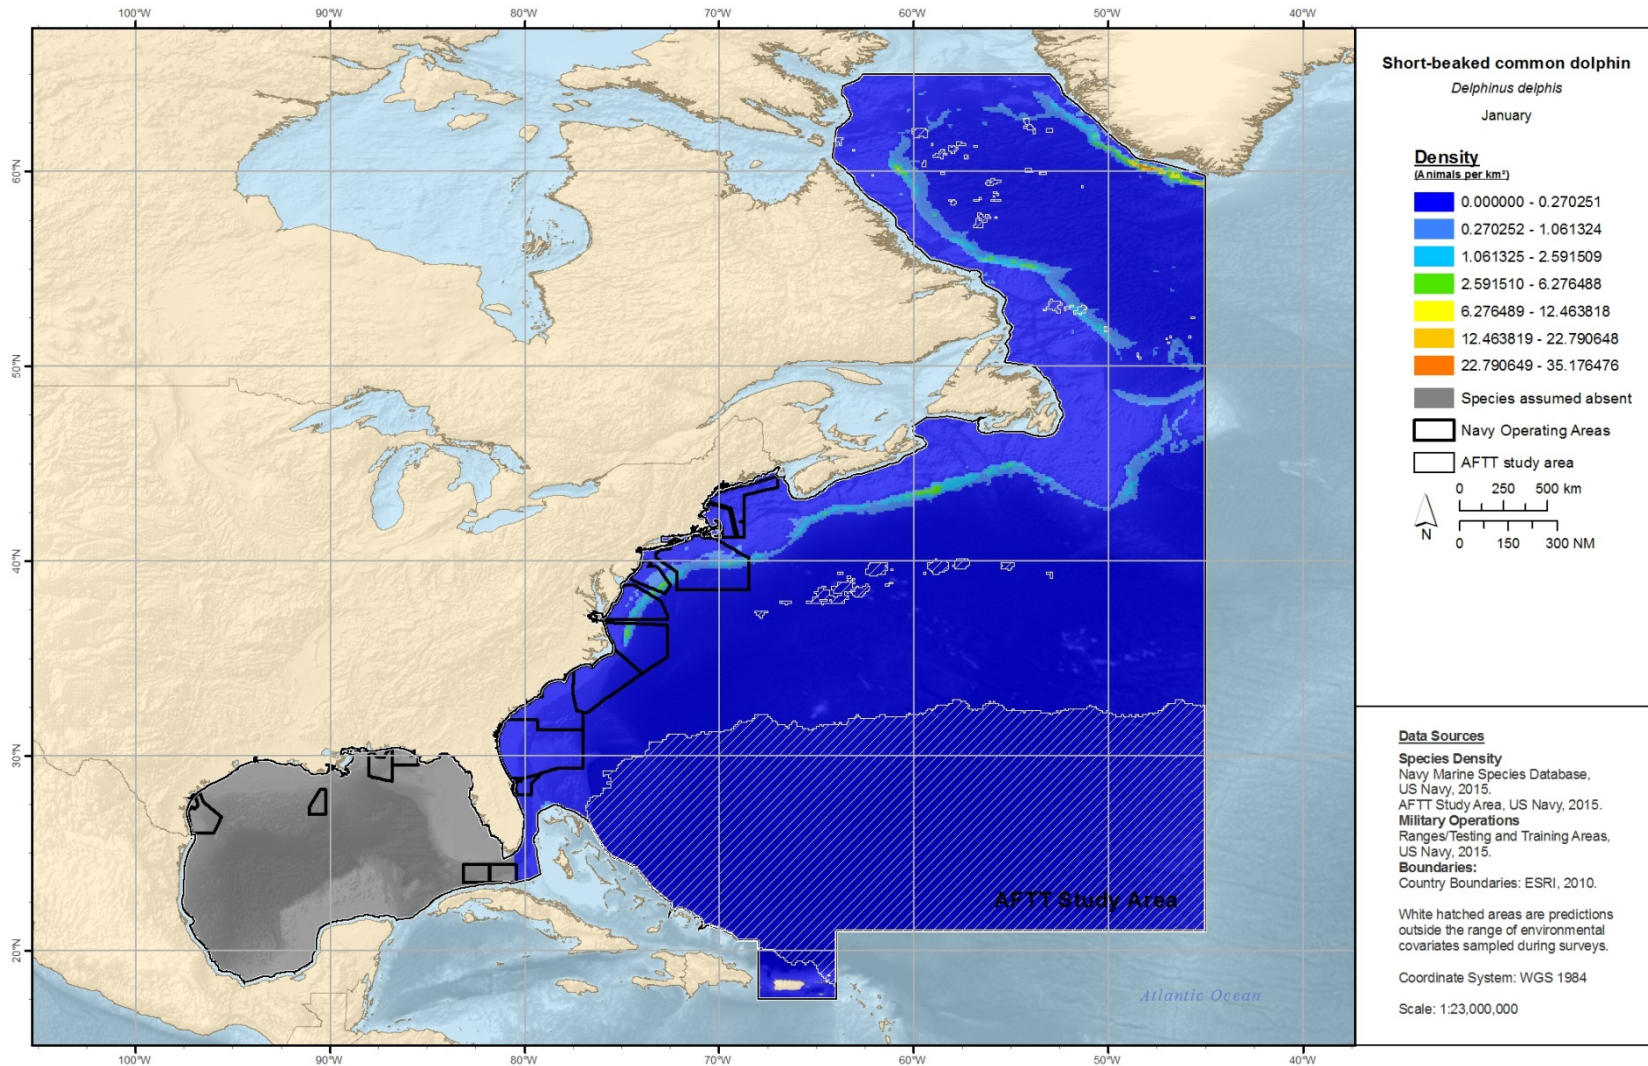 100°W 90°W 80°W 70°W 60°W 50°W 40°W
60°N
50°N
40°N
30°N
20°N
AFTT Study Area
Atlantic Ocean
100°W 90°W 80°W 70°W 60°W 50°W 40°W
Short-beaked common dolphin
Delphinus delphis
January
Density
(Animals per km²)
0.000000 - 0.270251
0.270252 - 1.061324
1.061325 - 2.591509
2.591510 - 6.276488
6.276489 - 12.463818
12.463819 - 22.790648
22.790649 - 35.176476
Species assumed absent
Navy Operating Areas
AFTT study area
0 250 500 km
N
0 150 300 NM
Data Sources
Species Density
Navy Marine Species Database,
US Navy, 2015.
AFTT Study Area, US Navy, 2015.
Military Operations
Ranges/Testing and Training Areas,
US Navy, 2015.
Boundaries:
Country Boundaries: ESRI, 2010.
White hatched areas are predictions
outside the range of environmental
covariates sampled during surveys.
Coordinate System: WGS 1984
Scale: 1:23,000,000